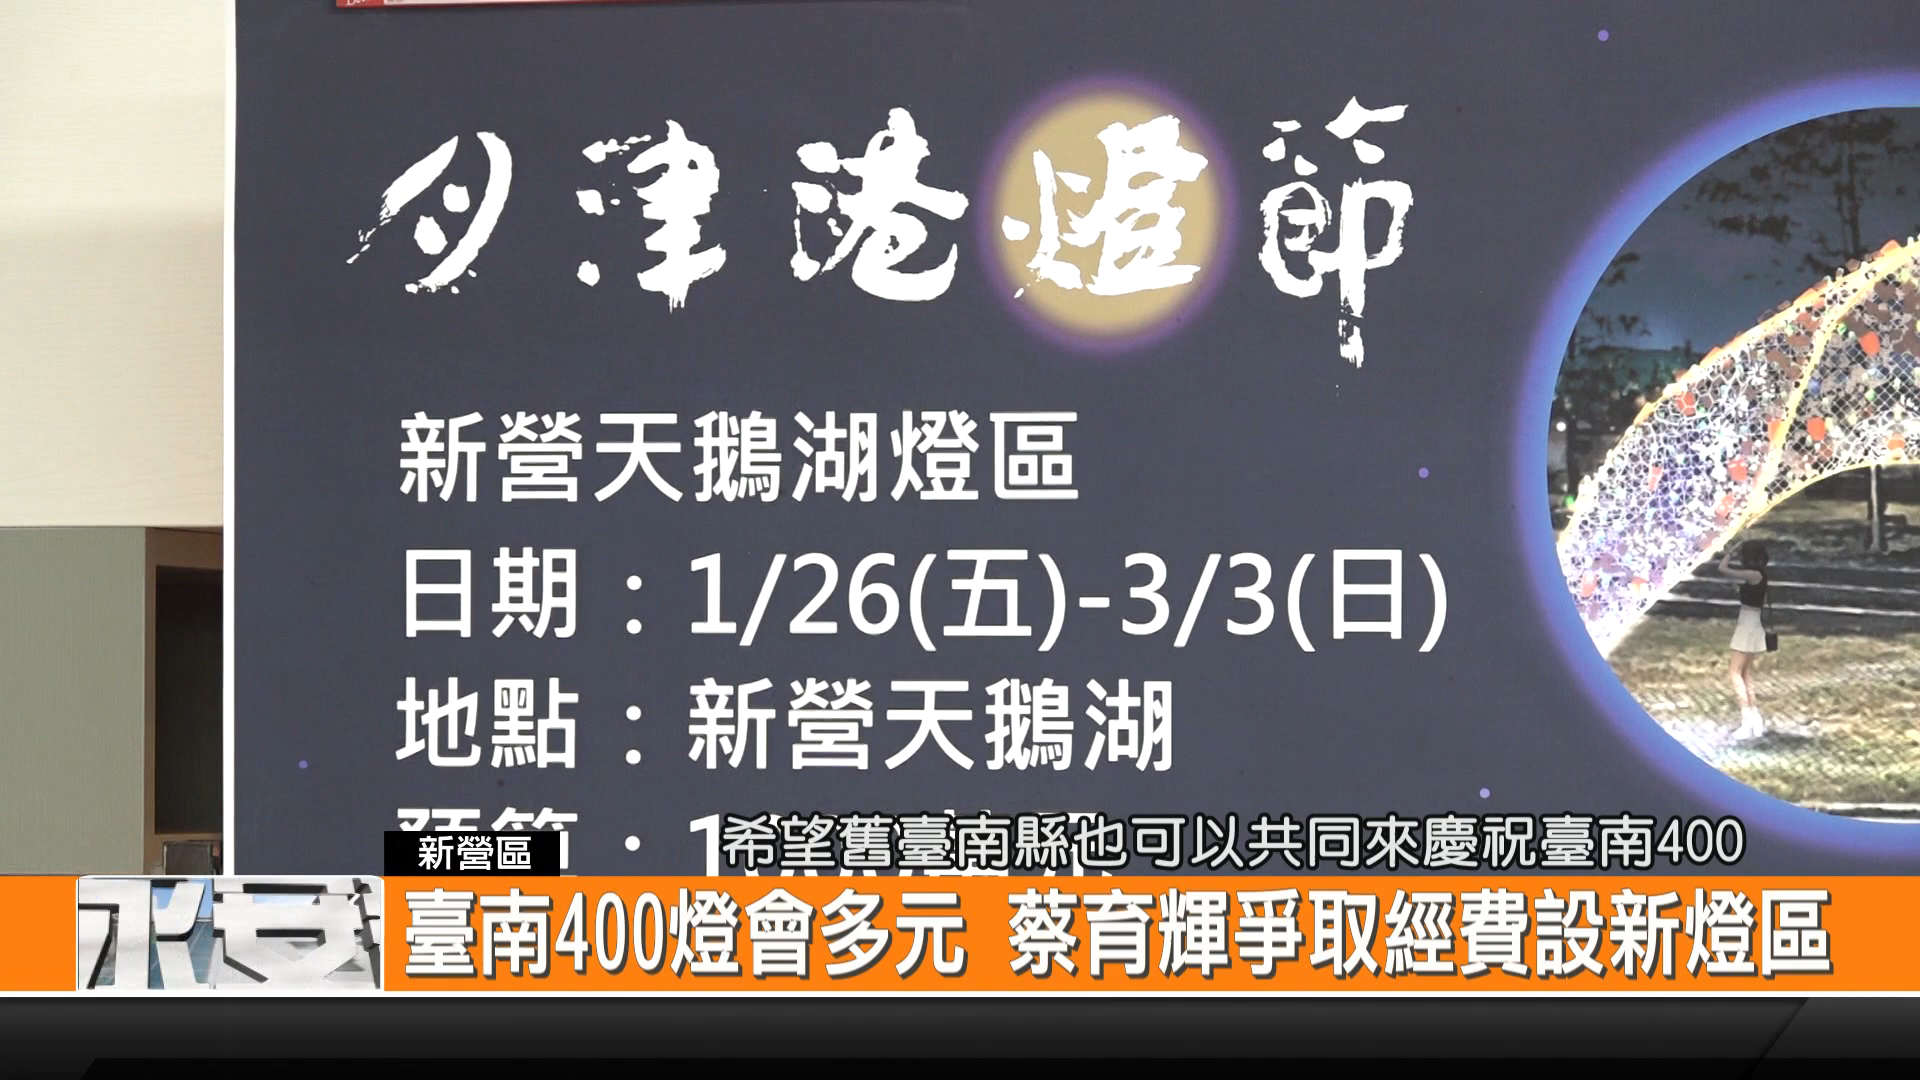 月津港燈節
新營天鵝湖燈區
日期：1/26(五)-3/3(日)
地點：新營天鵝湖
希望舊臺南縣也可以共同來慶祝臺南400
新營區
臺南400燈會多元 蔡育輝爭取經費設新燈區